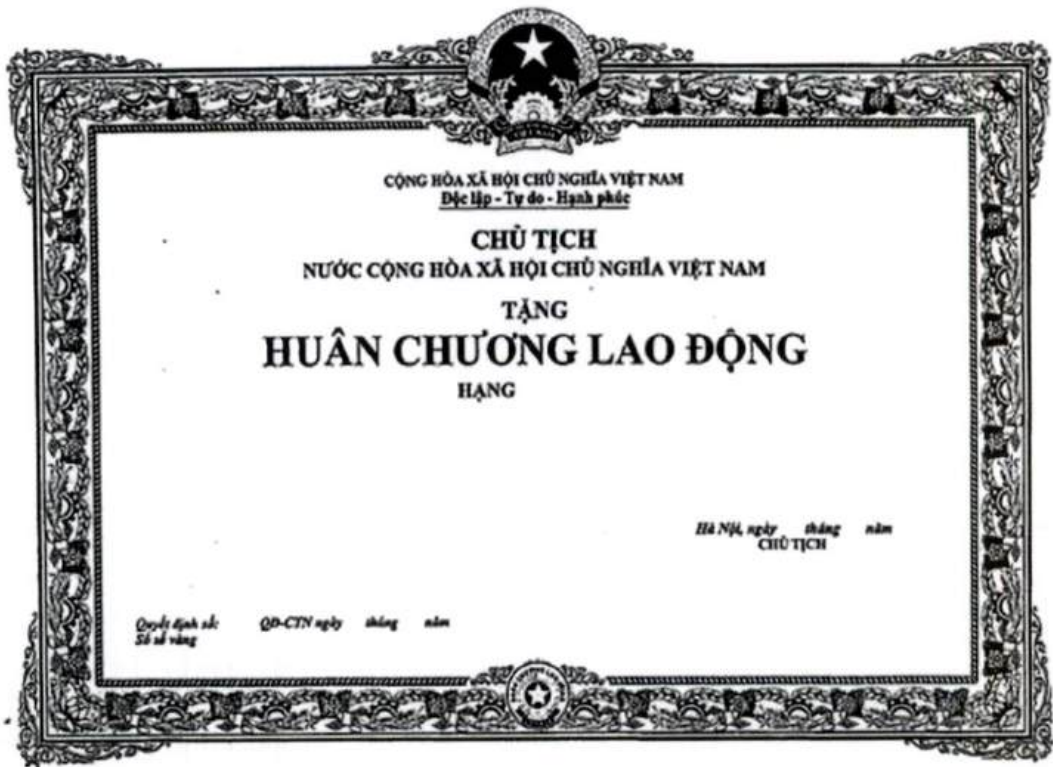 CỘNG HÒA XÃ HỘI CHỦ NGHĨA VIỆT NAM
Độc lập - Tự do - Hạnh phúc
CHỦ TỊCH
NƯỚC CỘNG HÒA XÃ HỘI CHỦ NGHĨA VIỆT NAM
TẶNG
HUÂN CHƯƠNG LAO ĐỘNG
HẠNG
Hà Nội, ngày tháng năm
CHỦ TỊCH
Quyết định số: QĐ-CTN ngày tháng năm
Số sổ vàng